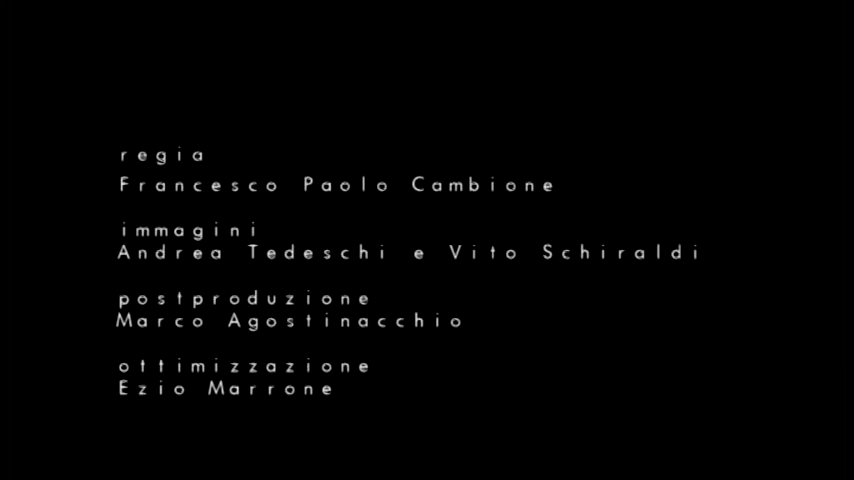 regia
Francesco Paolo Cambione
immagini
Andrea Tedeschi e Vito Schiraldi
postproduzione
Marco Agostinacchio
ottimizzazione
Ezio Marrone